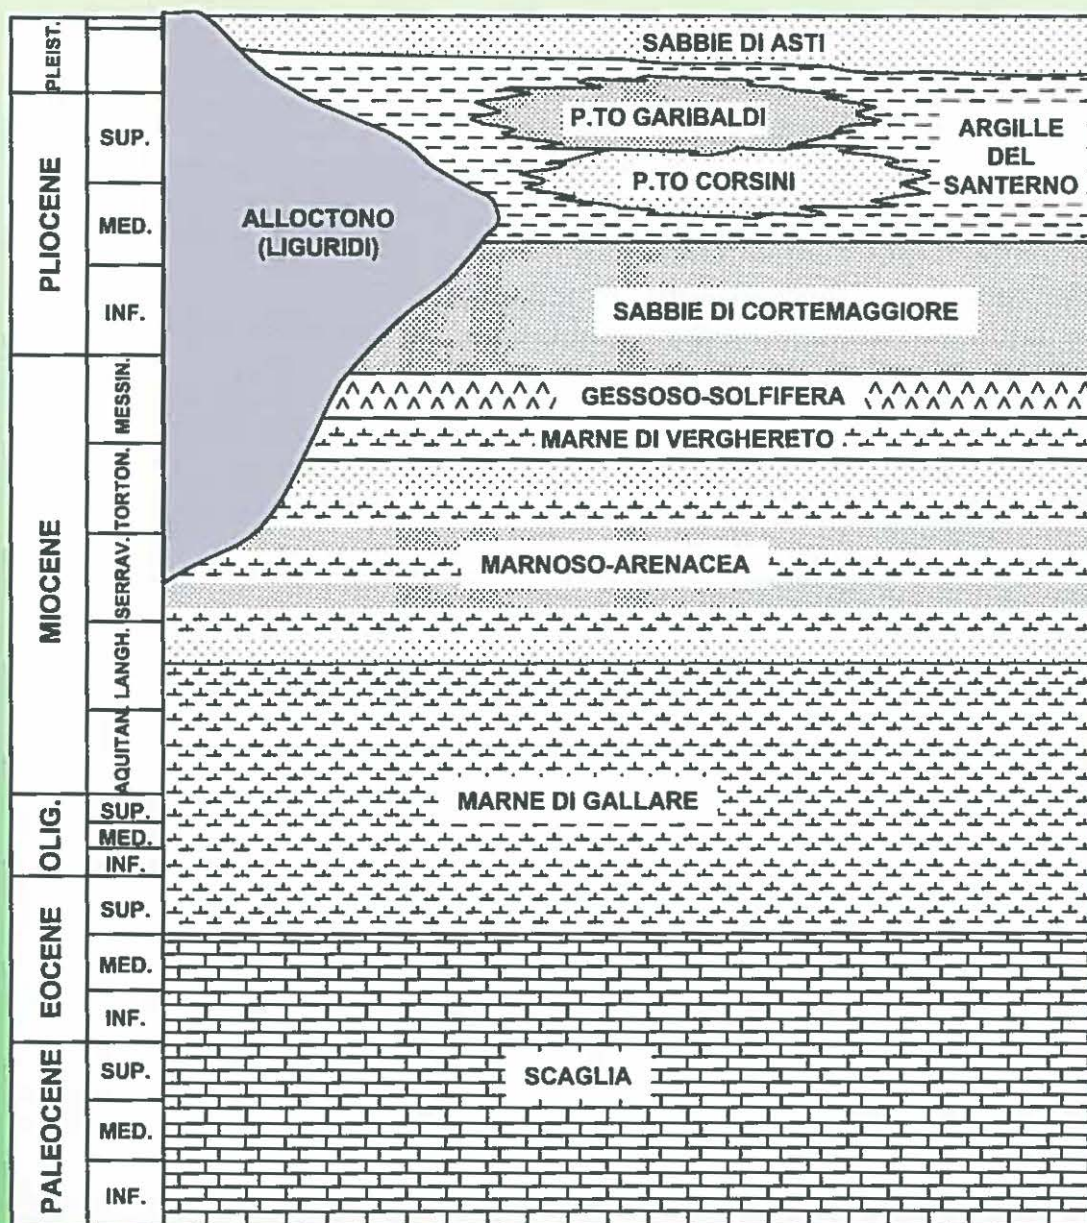 PLEIST.
PLIOCENE
SUP.
MED.
INF.
MIOCENE
MESSIN.
TORTON.
SERRAV.
LANGH.
AQUITAN.
OLIG.
SUP.
MED.
INF.
EOCENE
SUP.
MED.
INF.
PALEOCENE
SUP.
MED.
INF.
ALLOCTONO
(LIGURIDI)
SABBIE DI ASTI
P.TO GARIBALDI
P.TO CORSINI
ARGILLE
DEL
SANTERNO
SABBIE DI CORTEMAGGIORE
GESSOSO-SOLFIFERA
MARNE DI VERGHERETO
MARNOSO-ARENACEA
MARNE DI GALLARE
SCAGLIA